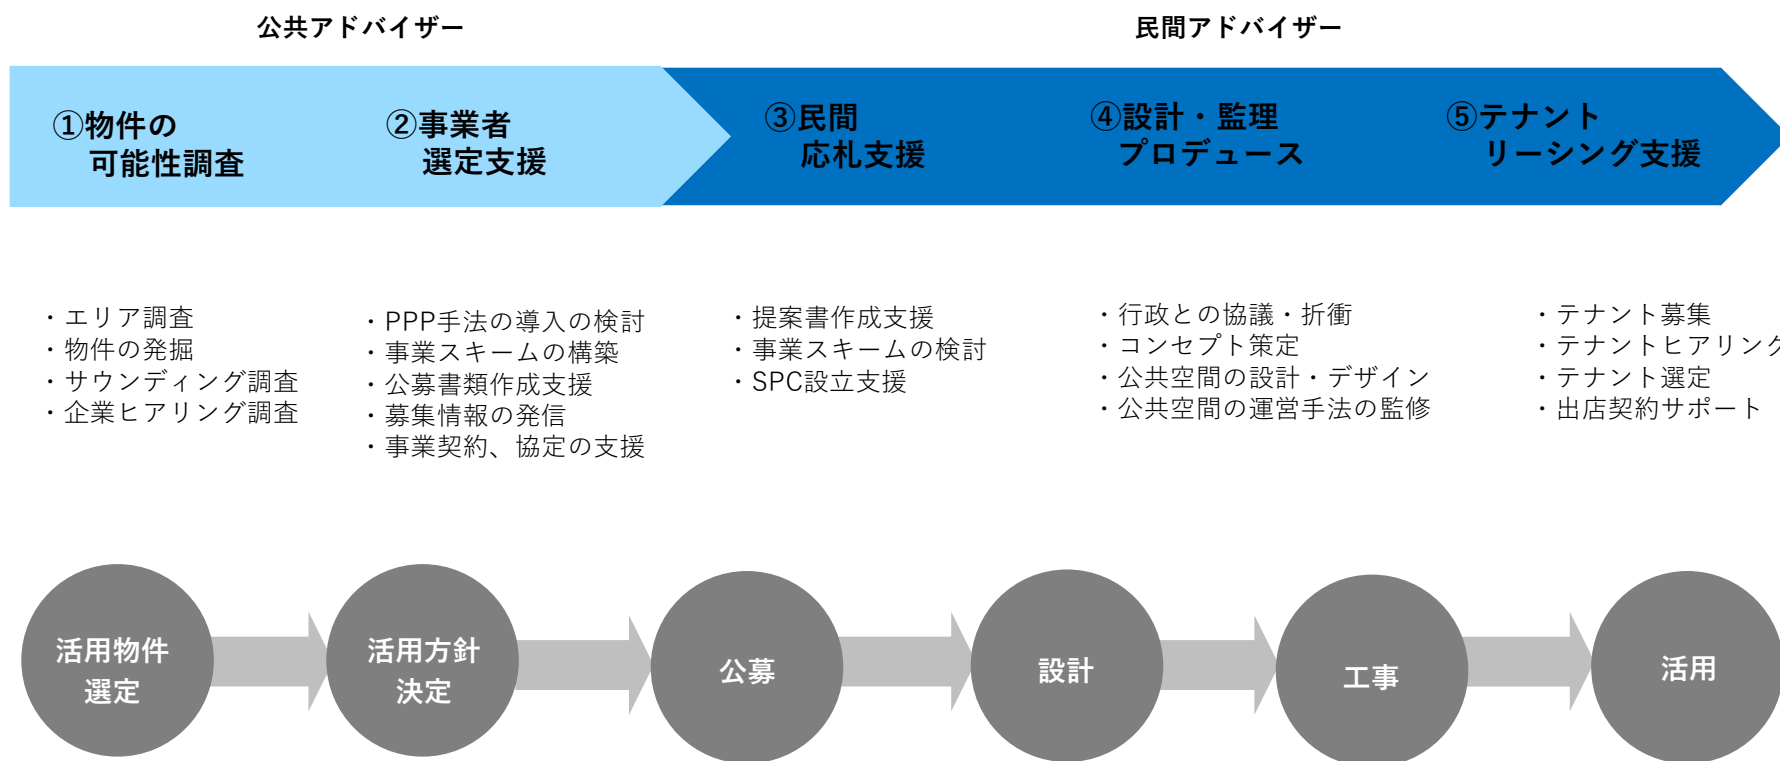 公共アドバイザー
民間アドバイザー
①物件の
可能性調査
②事業者
選定支援
③民間
応札支援
④設計・監理
プロデュース
⑤テナント
リーシング支援
・エリア調査
・物件の発掘
・サウンディング調査
・企業ヒアリング調査
・PPP手法の導入の検討
・事業スキームの構築
・公募書類作成支援
・募集情報の発信
・事業契約、協定の支援
・提案書作成支援
・事業スキームの検討
・SPC設立支援
・行政との協議・折衝
・コンセプト策定
・公共空間の設計・デザイン
・公共空間の運営手法の監修
・テナント募集
・テナントヒアリング
・テナント選定
・出店契約サポート
活用物件
選定
活用方針
決定
公募
設計
工事
活用